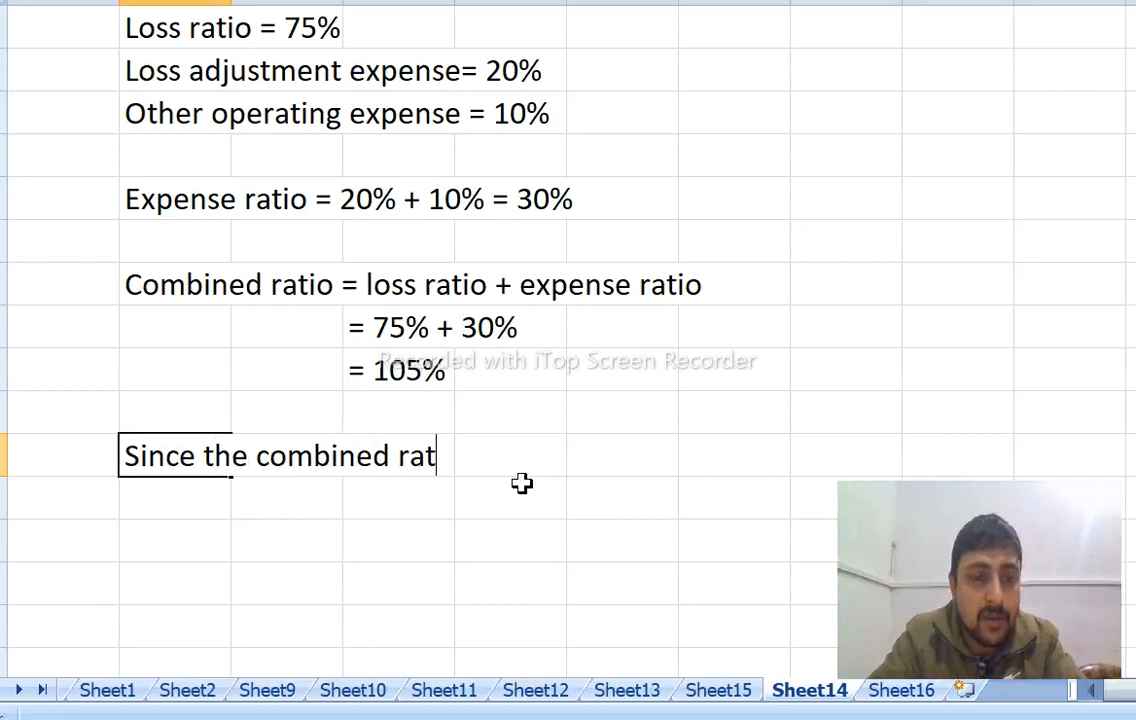 Loss ratio = 75%
Loss adjustment expense= 20%
Other operating expense = 10%
Expense ratio = 20% + 10% = 30%
Combined ratio = loss ratio + expense ratio
= 75% + 30%
Recorded with iTop Screen Recorder
= 105%
Since the combined rat
Sheet1 Sheet2 Sheet9 Sheet10 Sheet11 Sheet12 Sheet13 Sheet15 Sheet14 Sheet16